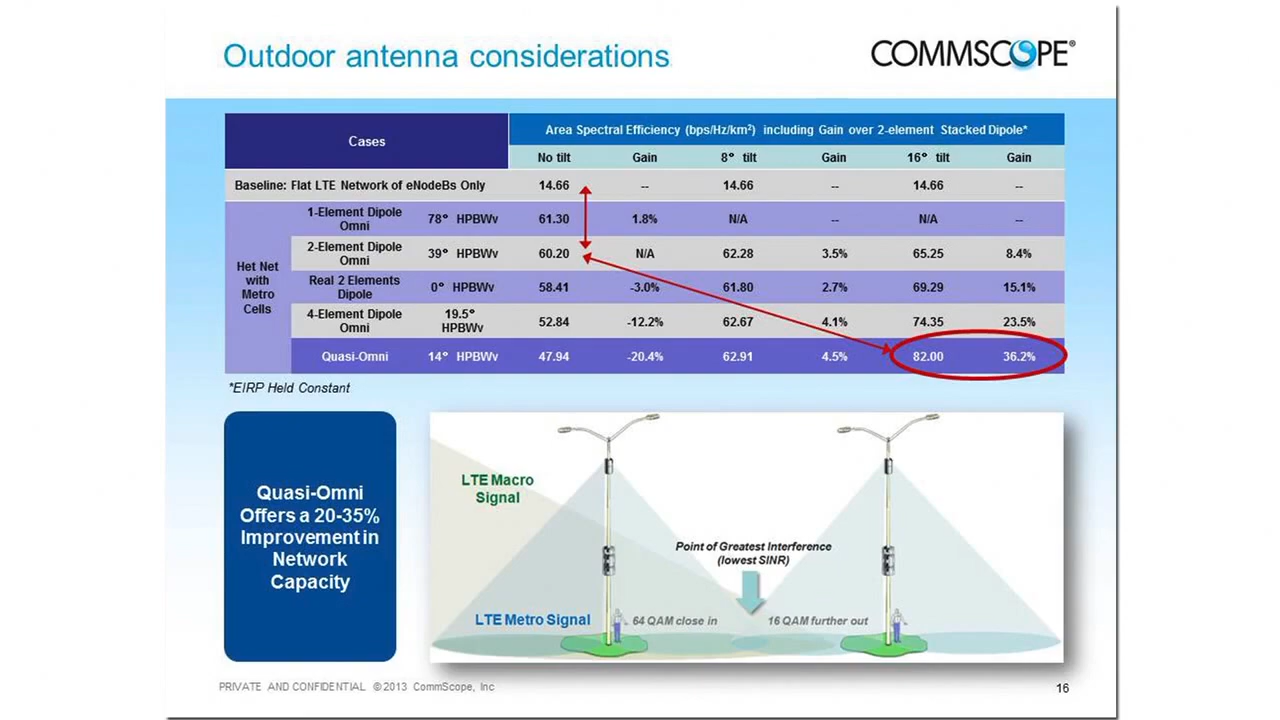 Outdoor antenna considerations
COMMSCOPE®
Cases
Area Spectral Efficiency (bps/Hz/km²) including Gain over 2-element Stacked Dipole*
No tilt Gain 8° tilt Gain 16° tilt Gain
Baseline: Flat LTE Network of eNodeBs Only 14.66 -- 14.66 -- 14.66 --
Het Net
with
Metro
Cells
1-Element Dipole
Omni
78° HPBWv 61.30 1.8% N/A -- N/A --
2-Element Dipole
Omni
39° HPBWv 60.20 N/A 62.28 3.5% 65.25 8.4%
Real 2 Elements
Dipole
0° HPBWv 58.41 -3.0% 61.80 2.7% 69.29 15.1%
4-Element Dipole
Omni
19.5°
HPBWv
52.84 -12.2% 62.67 4.1% 74.35 23.5%
Quasi-Omni 14° HPBWv 47.94 -20.4% 62.91 4.5% 82.00 36.2%
*EIRP Held Constant
Quasi-Omni
Offers a 20-35%
Improvement in
Network
Capacity
LTE Macro
Signal
Point of Greatest Interference
(lowest SINR)
LTE Metro Signal
64 QAM close in
16 QAM further out
PRIVATE AND CONFIDENTIAL © 2013 CommScope, Inc
16